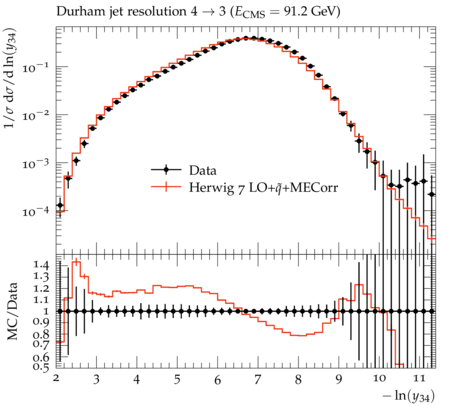 Durham jet resolution 4 → 3 (E_CMS = 91.2 GeV)
1/σ dσ/d ln(y_34)
10^−1
10^−2
10^−3
10^−4
Data
Herwig 7 LO+q̃+MECorr
MC/Data
1.4
1.3
1.2
1.1
1
0.9
0.8
0.7
0.6
0.5
2 3 4 5 6 7 8 9 10 11
− ln(y_34)